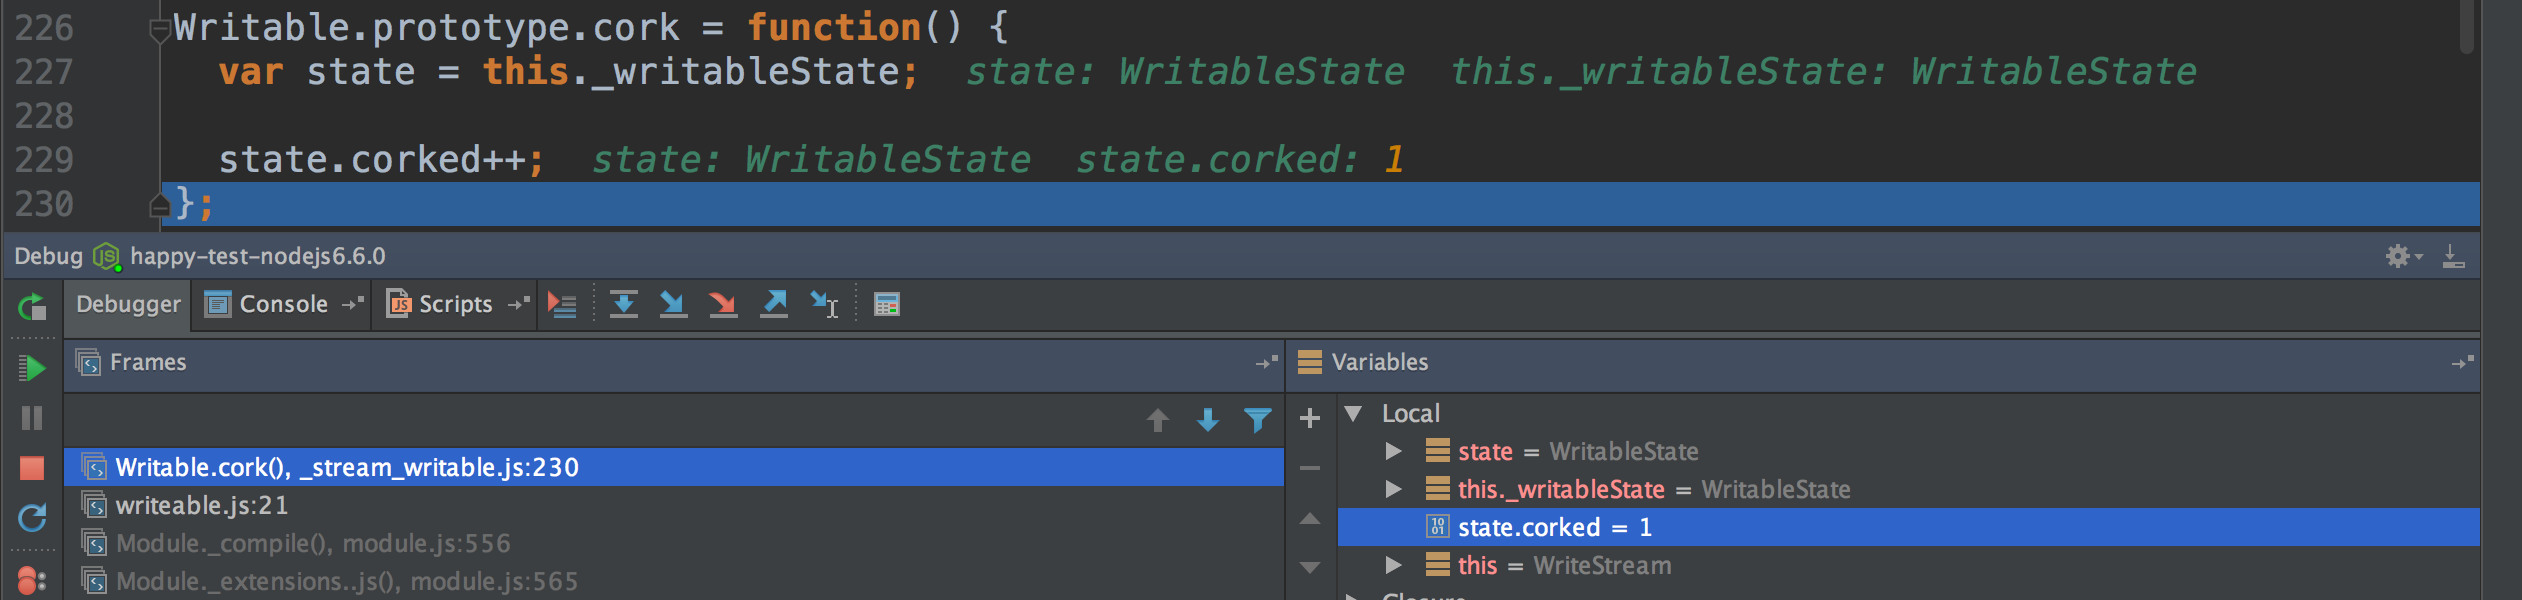 226 Writable.prototype.cork = function() {
227 var state = this._writableState; state: WritableState this._writableState: WritableState
228
229 state.corked++; state: WritableState state.corked: 1
230 };
Debug happy-test-nodejs6.6.0
Debugger Console Scripts
Frames
Variables
Writable.cork(), _stream_writable.js:230
writeable.js:21
Module._compile(), module.js:556
Module._extensions..js(), module.js:565
Local
state = WritableState
this._writableState = WritableState
state.corked = 1
this = WriteStream
Closure